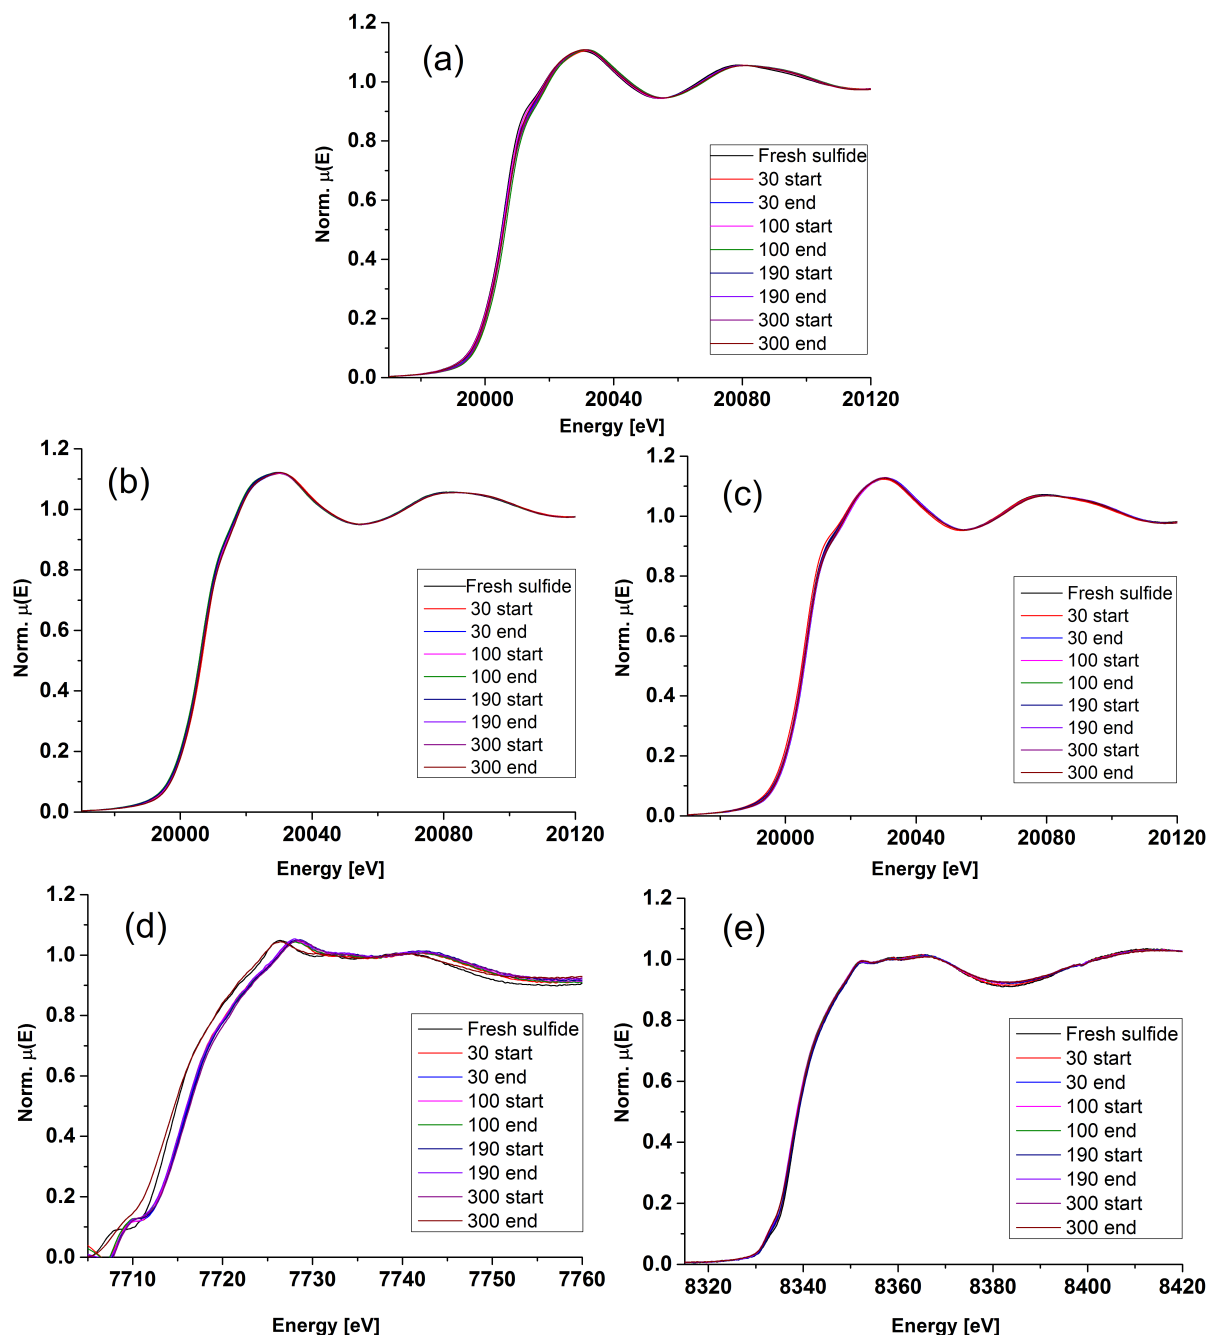 (a)
1.2
1.0
0.8
0.6
0.4
0.2
0.0
Norm. μ(E)
20000 20040 20080 20120
Energy [eV]
Fresh sulfide
30 start
30 end
100 start
100 end
190 start
190 end
300 start
300 end
(b)
1.2
1.0
0.8
0.6
0.4
0.2
0.0
Norm. μ(E)
20000 20040 20080 20120
Energy [eV]
Fresh sulfide
30 start
30 end
100 start
100 end
190 start
190 end
300 start
300 end
(c)
1.2
1.0
0.8
0.6
0.4
0.2
0.0
Norm. μ(E)
20000 20040 20080 20120
Energy [eV]
Fresh sulfide
30 start
30 end
100 start
100 end
190 start
190 end
300 start
300 end
(d)
1.2
1.0
0.8
0.6
0.4
0.2
0.0
Norm. μ(E)
7710 7720 7730 7740 7750 7760
Energy [eV]
Fresh sulfide
30 start
30 end
100 start
100 end
190 start
190 end
300 start
300 end
(e)
1.2
1.0
0.8
0.6
0.4
0.2
0.0
Norm. μ(E)
8320 8340 8360 8380 8400 8420
Energy [eV]
Fresh sulfide
30 start
30 end
100 start
100 end
190 start
190 end
300 start
300 end